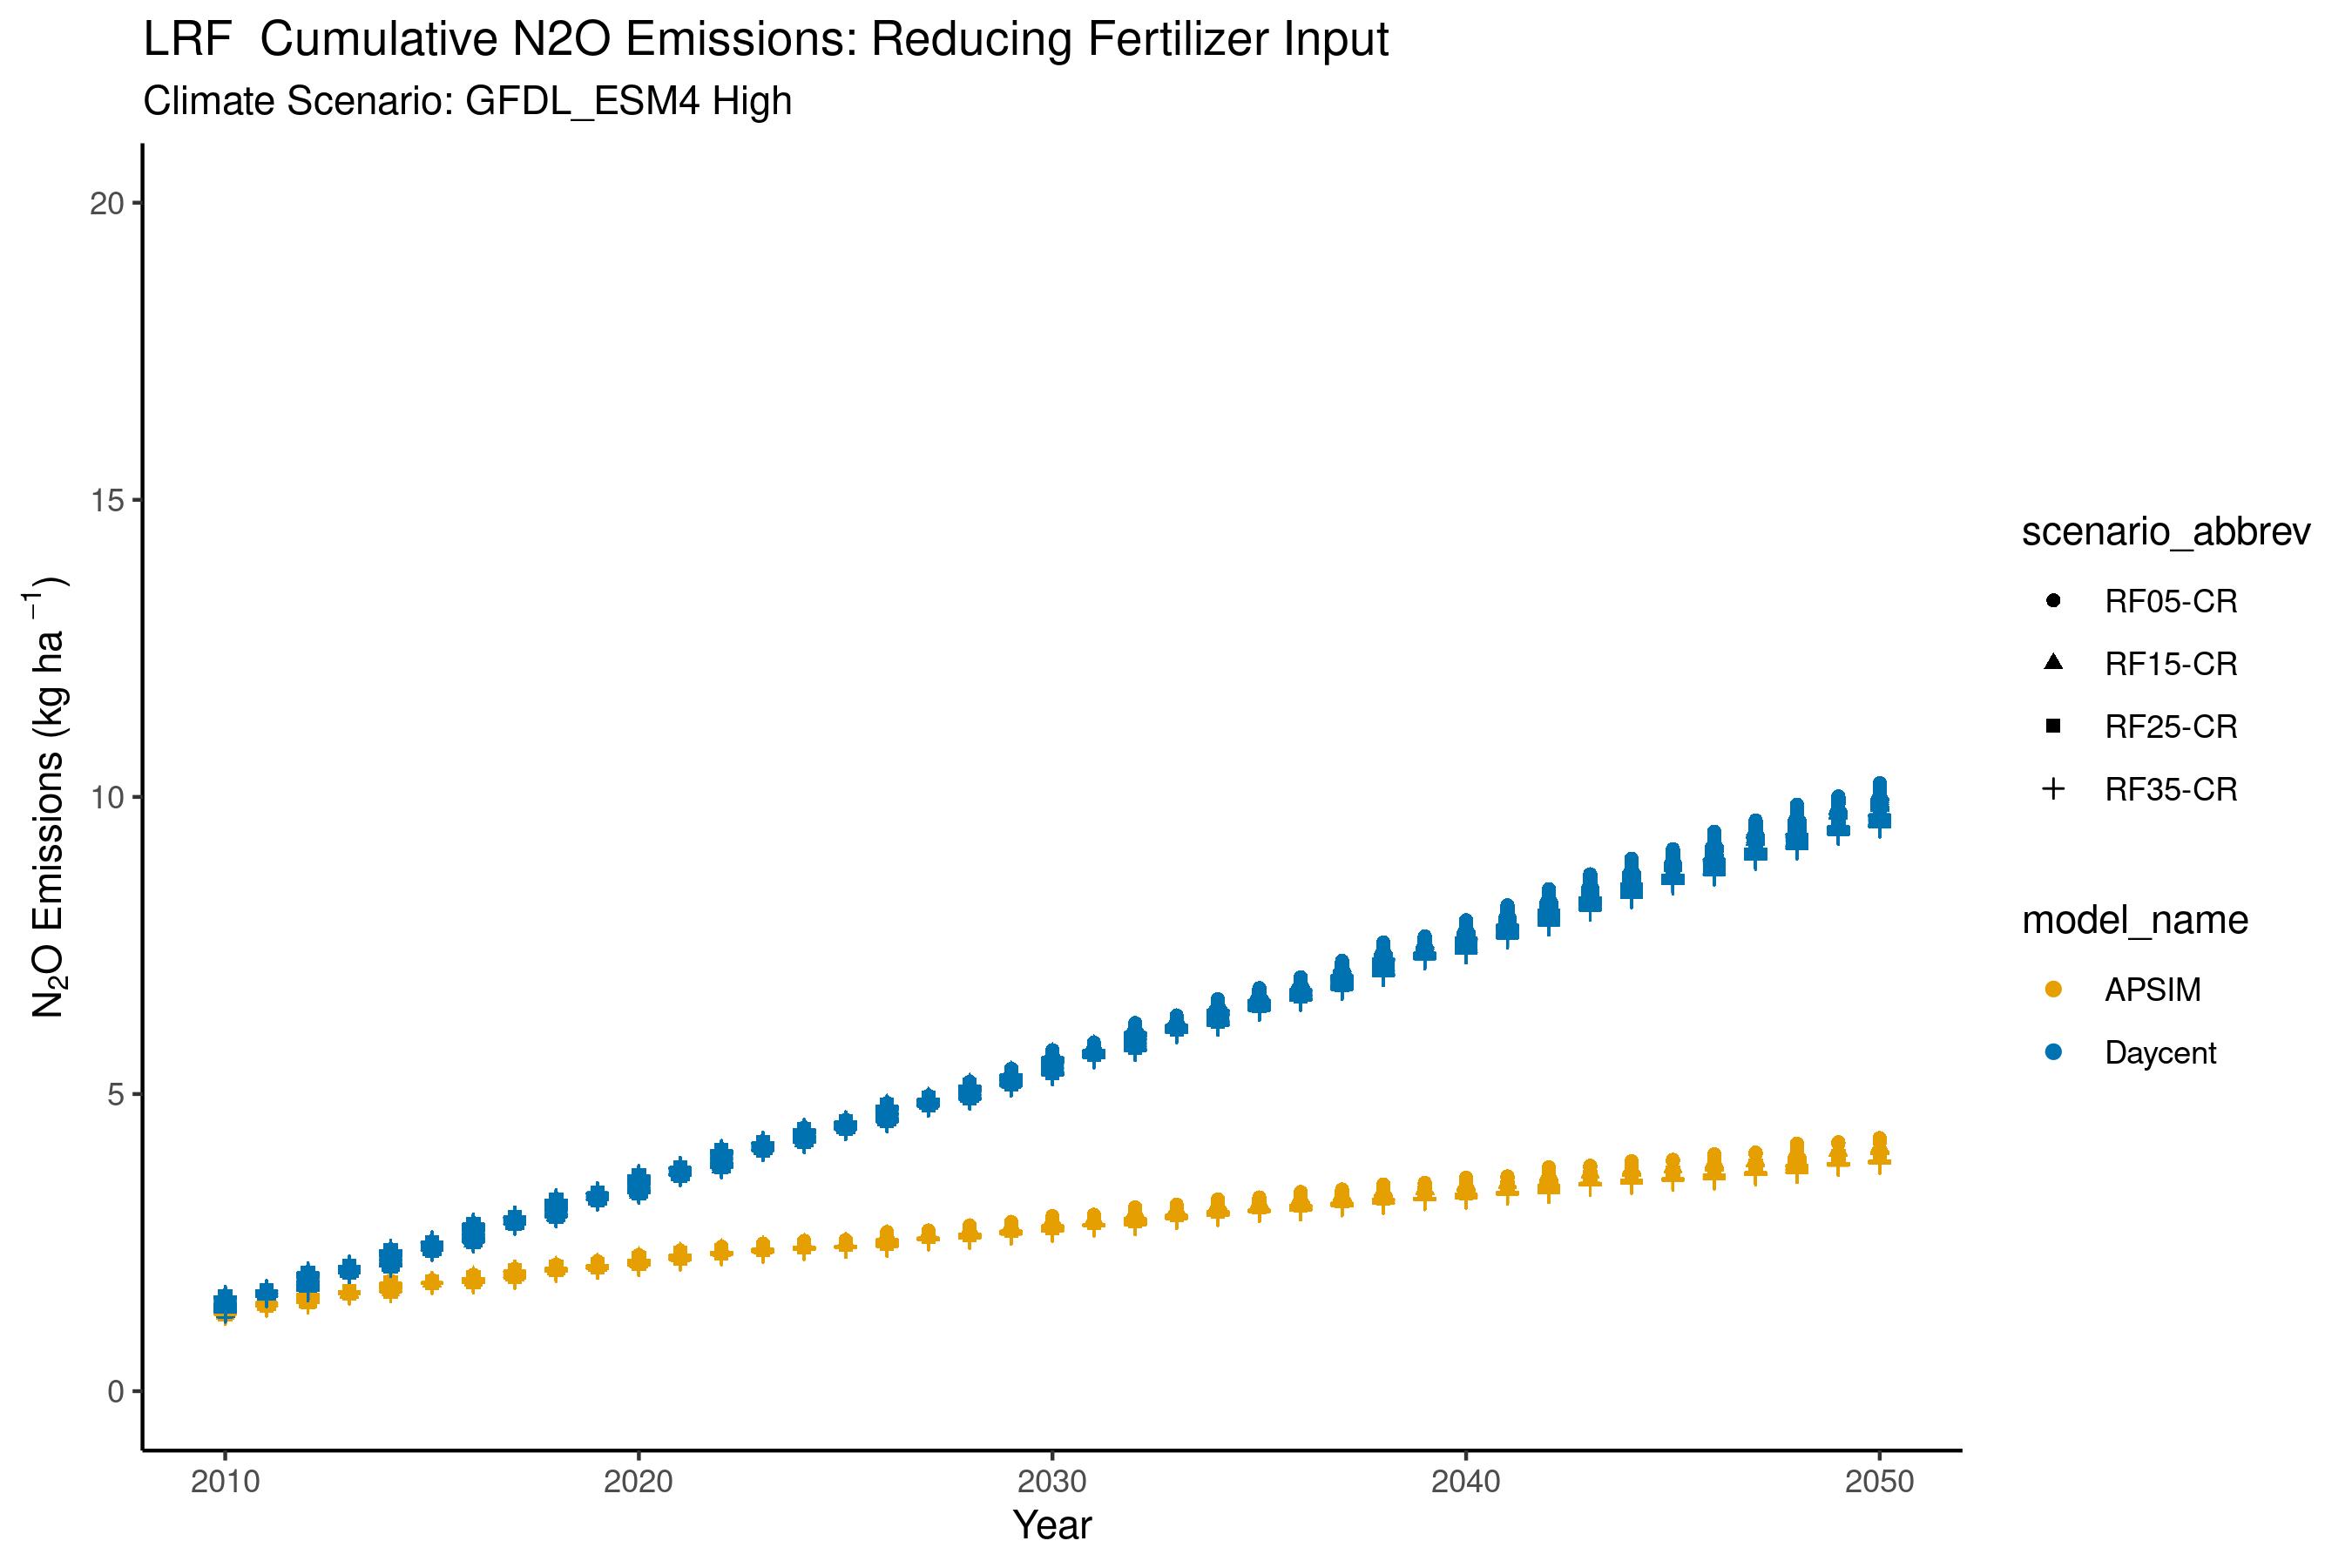 LRF  Cumulative N2O Emissions: Reducing Fertilizer Input
Climate Scenario: GFDL_ESM4 High
N₂O Emissions (kg ha⁻¹)
20
15
10
5
0
2010 2020 2030 2040 2050
Year
scenario_abbrev
RF05-CR
RF15-CR
RF25-CR
RF35-CR
model_name
APSIM
Daycent